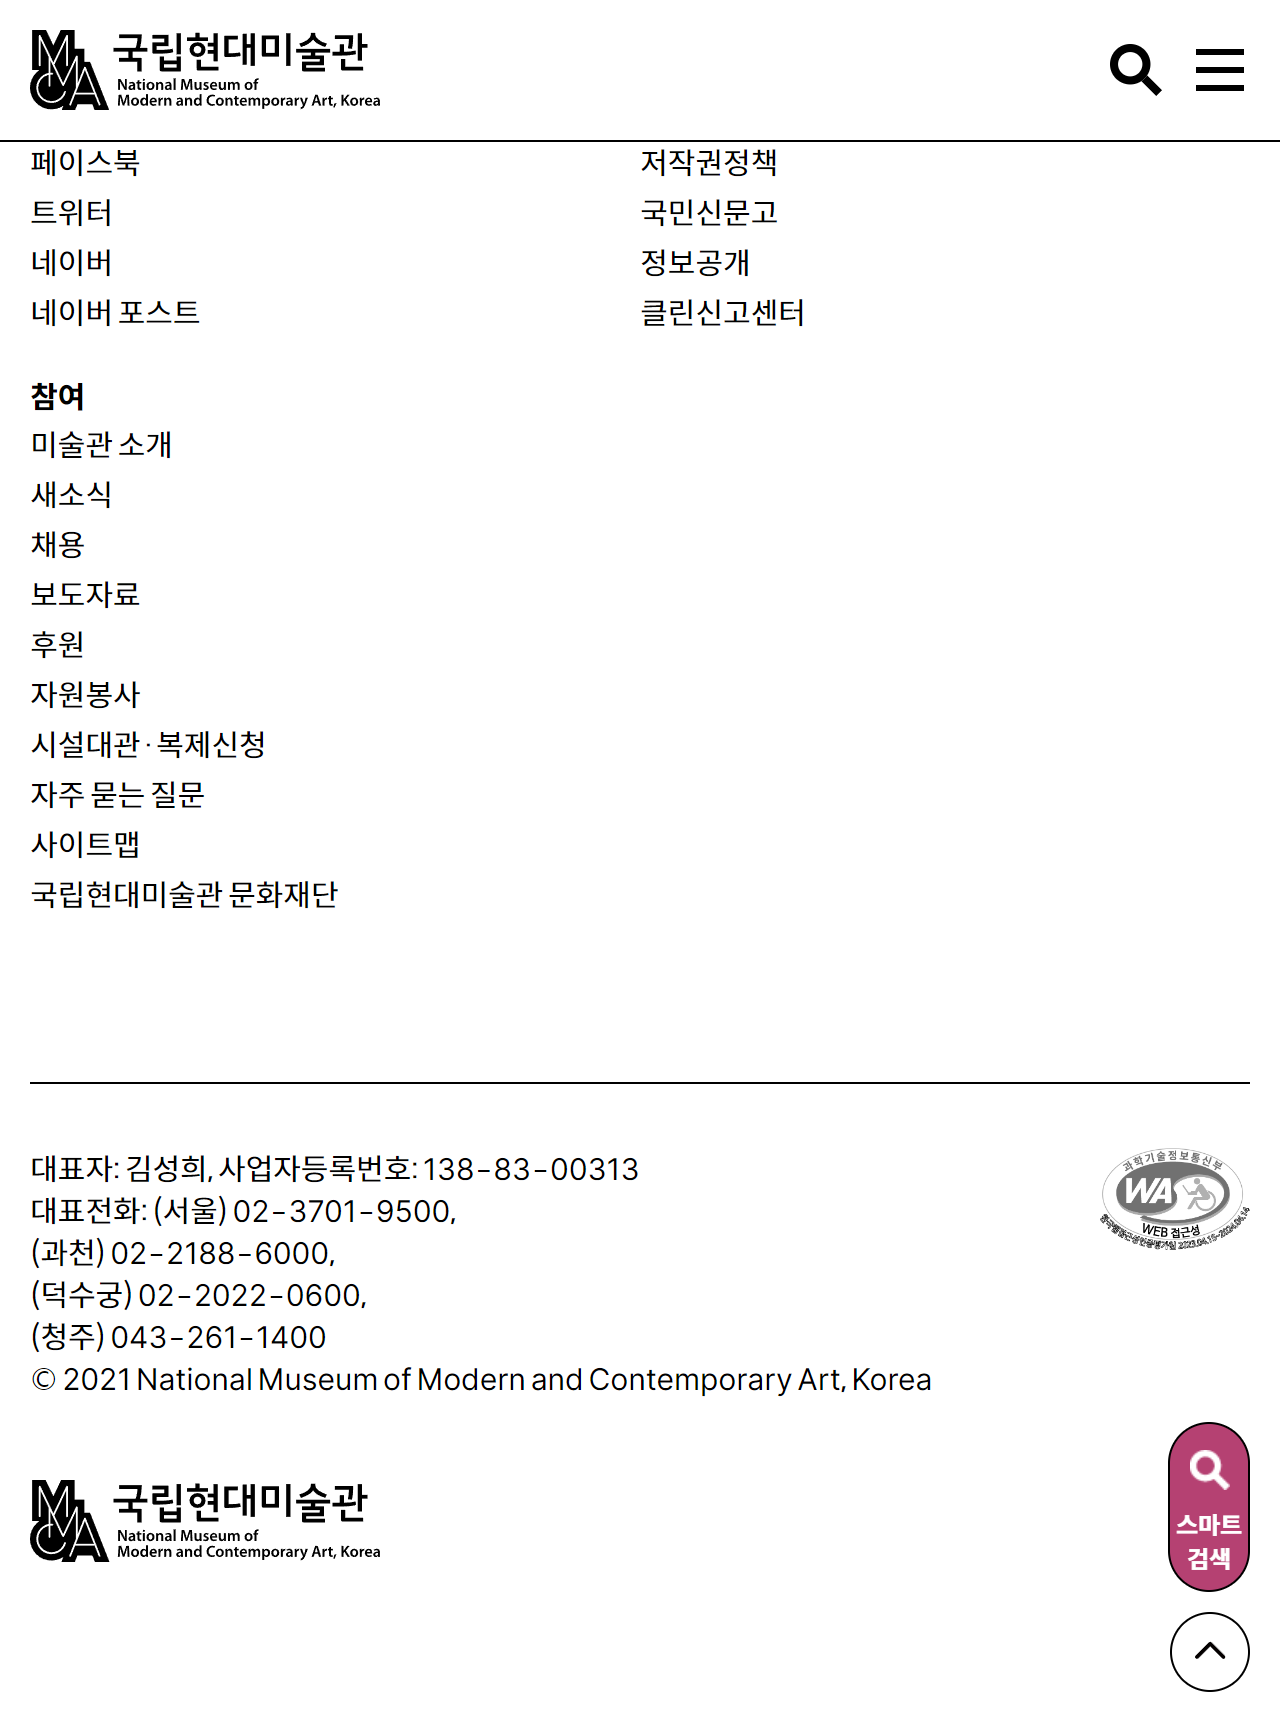 MMCA
국립현대미술관
National Museum of
Modern and Contemporary Art, Korea
페이스북
트위터
네이버
네이버 포스트
저작권정책
국민신문고
정보공개
클린신고센터
참여
미술관 소개
새소식
채용
보도자료
후원
자원봉사
시설대관 · 복제신청
자주 묻는 질문
사이트맵
국립현대미술관 문화재단
대표자: 김성희, 사업자등록번호: 138-83-00313
대표전화: (서울) 02-3701-9500,
(과천) 02-2188-6000,
(덕수궁) 02-2022-0600,
(청주) 043-261-1400
© 2021 National Museum of Modern and Contemporary Art, Korea
과학기술정보통신부
WA
WEB 접근성
2023.04.15~2024.04.14
MMCA
국립현대미술관
National Museum of
Modern and Contemporary Art, Korea
스마트
검색